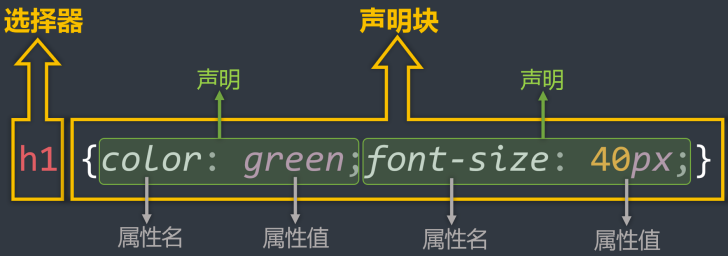 选择器 声明块
声明 声明
h1 {color: green;font-size: 40px;}
属性名 属性值 属性名 属性值